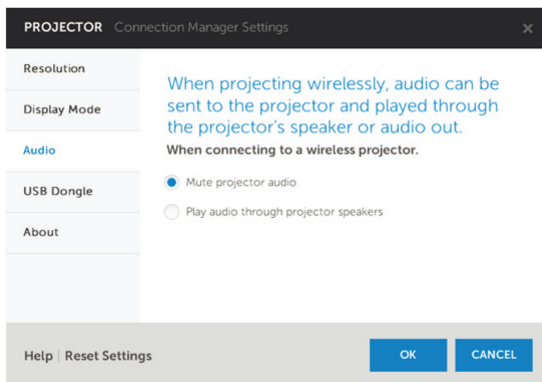 PROJECTOR Connection Manager Settings ×
Resolution
Display Mode
Audio
USB Dongle
About
When projecting wirelessly, audio can be
sent to the projector and played through
the projector's speaker or audio out.
When connecting to a wireless projector.
Mute projector audio
Play audio through projector speakers
Help | Reset Settings
OK
CANCEL